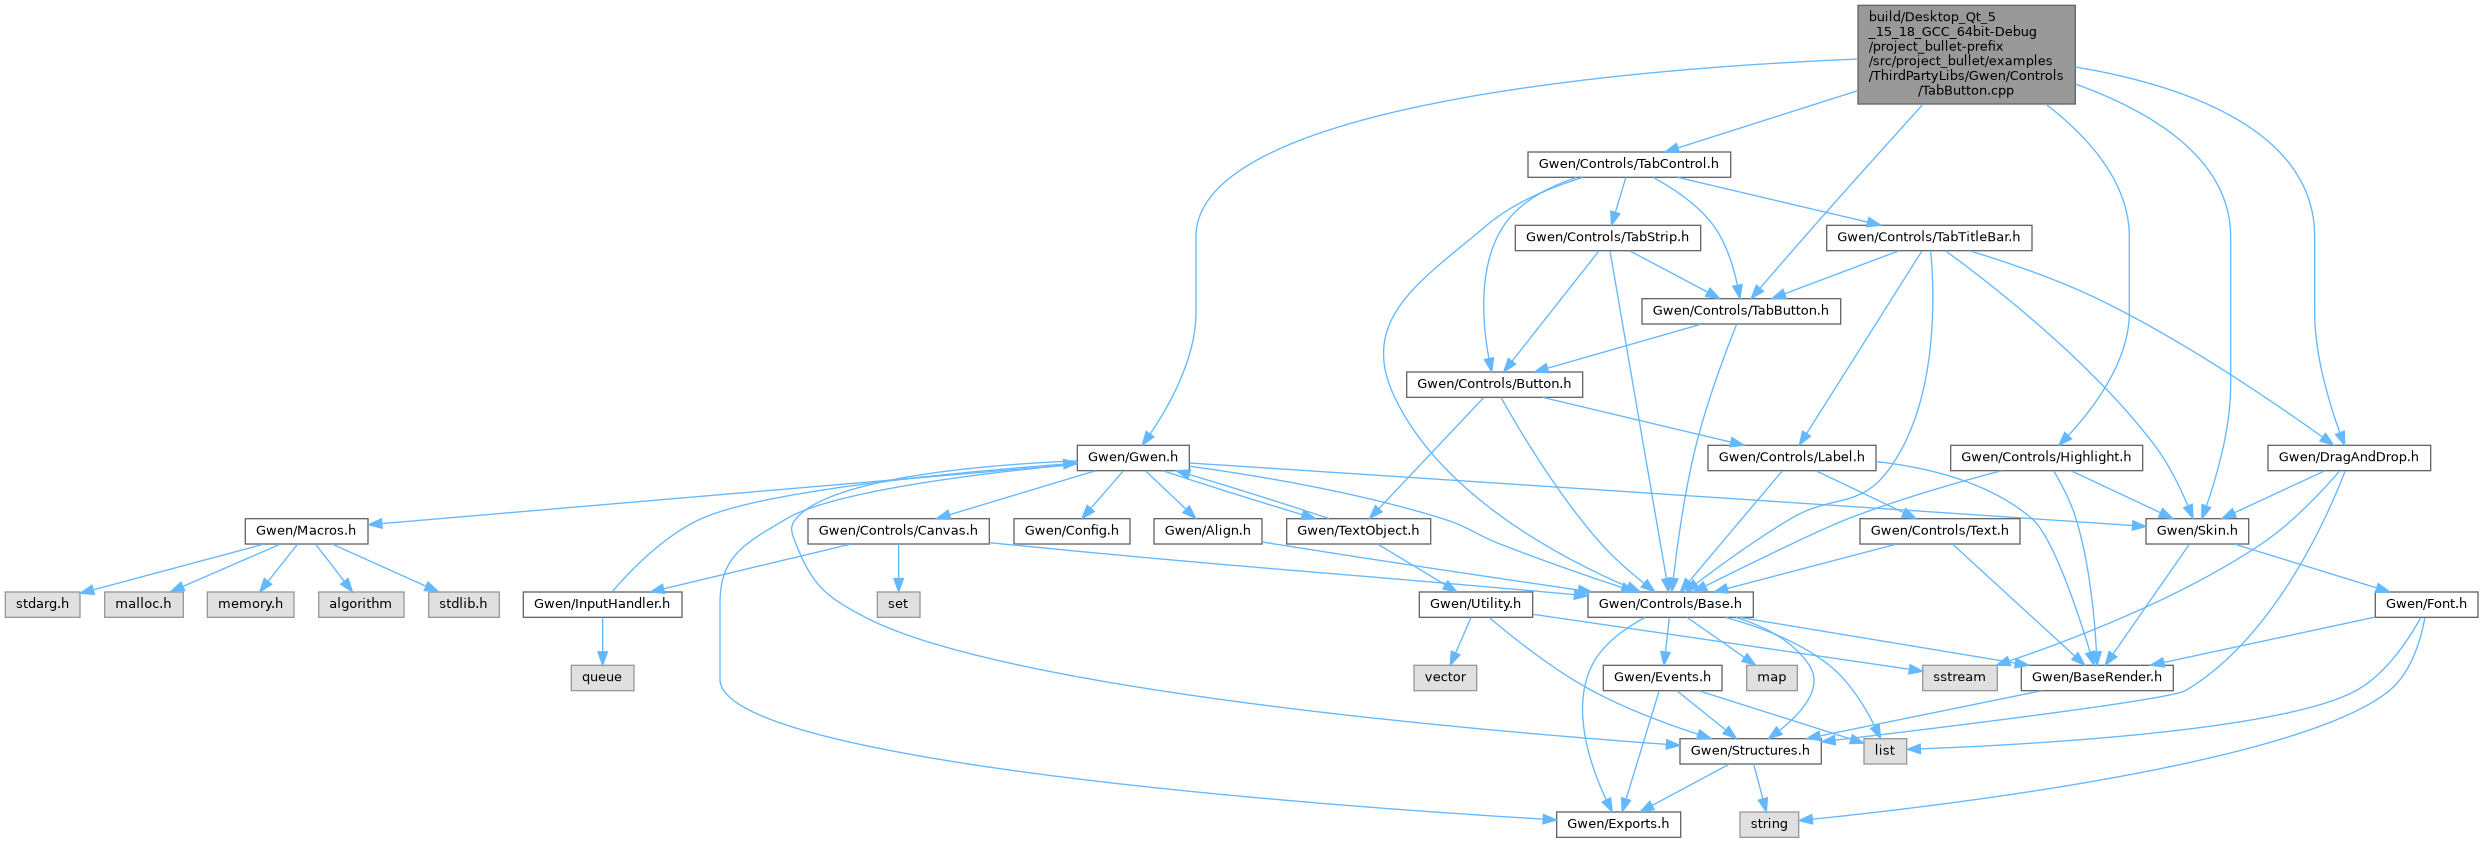 build/Desktop_Qt_5
_15_18_GCC_64bit-Debug
/project_bullet-prefix
/src/project_bullet/examples
/ThirdPartyLibs/Gwen/Controls
/TabButton.cpp
Gwen/Controls/TabControl.h
Gwen/Controls/TabStrip.h
Gwen/Controls/TabTitleBar.h
Gwen/Controls/TabButton.h
Gwen/Controls/Button.h
Gwen/Gwen.h
Gwen/Controls/Label.h
Gwen/Controls/Highlight.h
Gwen/DragAndDrop.h
Gwen/Macros.h
Gwen/Controls/Canvas.h
Gwen/Config.h
Gwen/Align.h
Gwen/TextObject.h
Gwen/Controls/Text.h
Gwen/Skin.h
stdarg.h
malloc.h
memory.h
algorithm
stdlib.h
Gwen/InputHandler.h
set
Gwen/Utility.h
Gwen/Controls/Base.h
Gwen/Font.h
queue
vector
Gwen/Events.h
map
sstream
Gwen/BaseRender.h
Gwen/Structures.h
list
Gwen/Exports.h
string